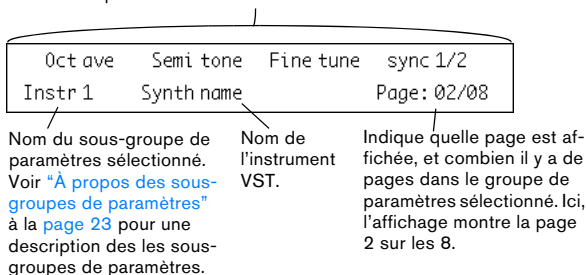 Oct ave Semi tone Fine tune sync 1/2
Instr 1 Synth name Page: 02/08
Nom du sous-groupe de
paramètres sélectionné.
Voir “À propos des sous-
groupes de paramètres”
à la page 23 pour une
description des les sous-
groupes de paramètres.
Nom de
l’instrument
VST.
Indique quelle page est af-
fichée, et combien il y a de
pages dans le groupe de
paramètres sélectionné. Ici,
l’affichage montre la page
2 sur les 8.